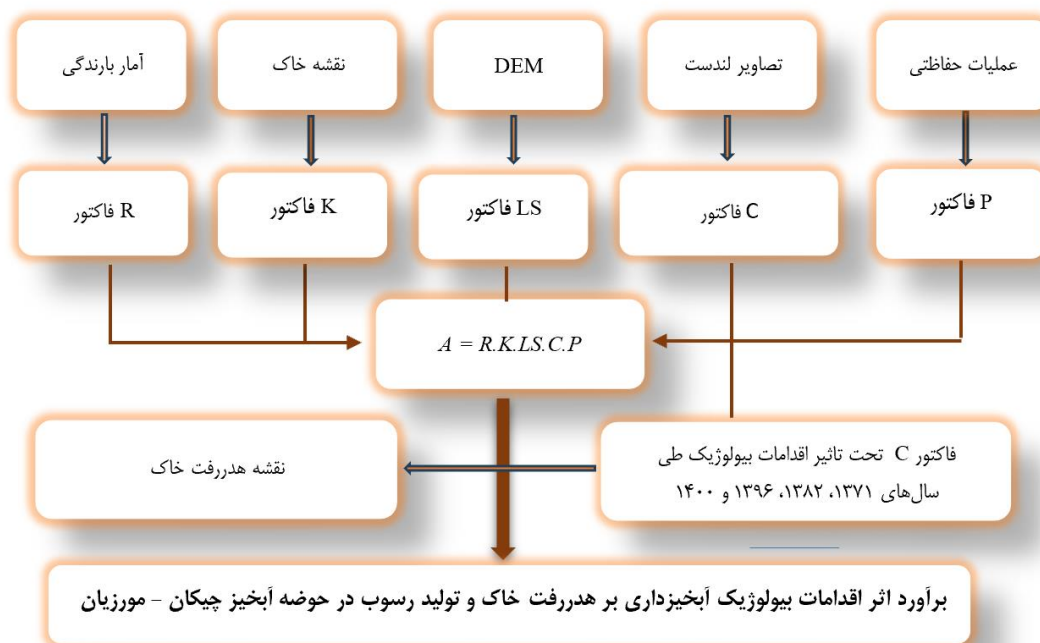 عملیات حفاظتی
تصاویر لندست
DEM
نقشه خاک
آمار بارندگی
P فاکتور
C فاکتور
LS فاکتور
K فاکتور
R فاکتور
A = R.K.LS.C.P
فاکتور C تحت تاثیر اقدامات بیولوژیک طی
سال‌های ۱۳۷۱، ۱۳۸۲، ۱۳۹۶ و ۱۴۰۰
نقشه هدررفت خاک
برآورد اثر اقدامات بیولوژیک آبخیزداری بر هدررفت خاک و تولید رسوب در حوضه آبخیز چیکان – مورزیان